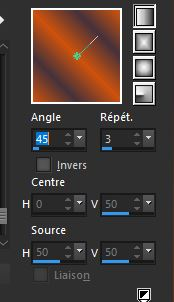 Angle Répét.
45 3
Invers
Centre
H 0 V 50
Source
H 50 V 50
Liaison